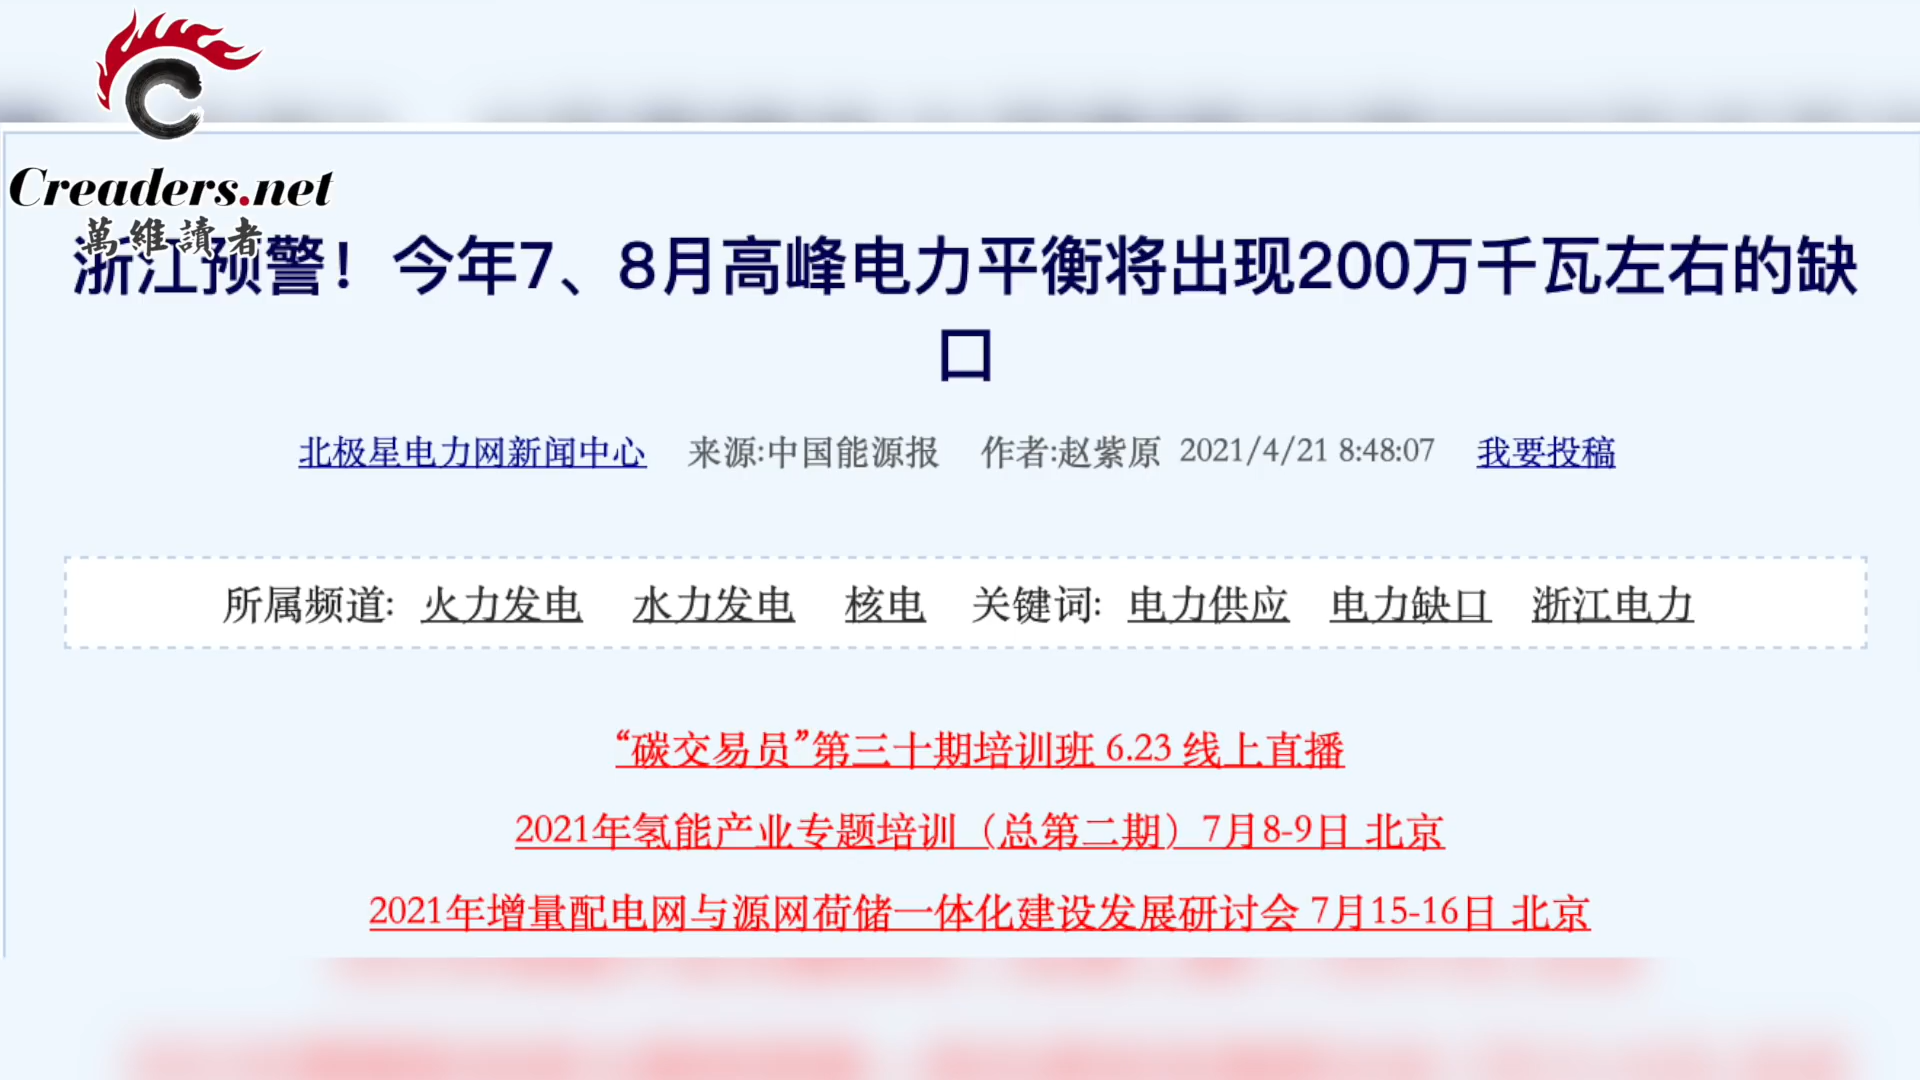 Creaders.net
萬維讀者
浙江预警！今年7、8月高峰电力平衡将出现200万千瓦左右的缺
口
北极星电力网新闻中心 来源:中国能源报 作者:赵紫原 2021/4/21 8:48:07 我要投稿
所属频道: 火力发电 水力发电 核电 关键词: 电力供应 电力缺口 浙江电力
“碳交易员”第三十期培训班 6.23 线上直播
2021年氢能产业专题培训（总第二期）7月8-9日 北京
2021年增量配电网与源网荷储一体化建设发展研讨会 7月15-16日 北京